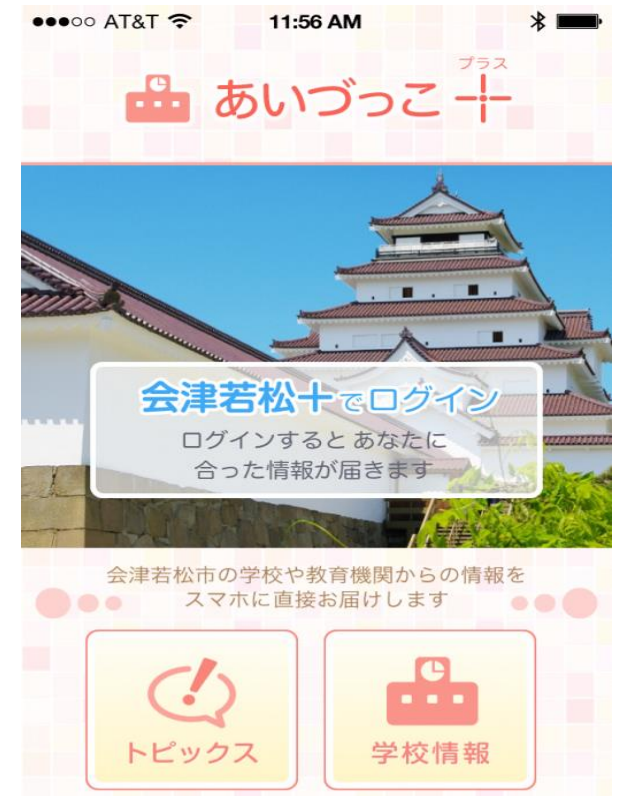 ●●●○○ AT&T 11:56 AM
プラス
あいづっこ＋
会津若松＋でログイン
ログインすると あなたに
合った情報が届きます
会津若松市の学校や教育機関からの情報を
スマホに直接お届けします
トピックス
学校情報